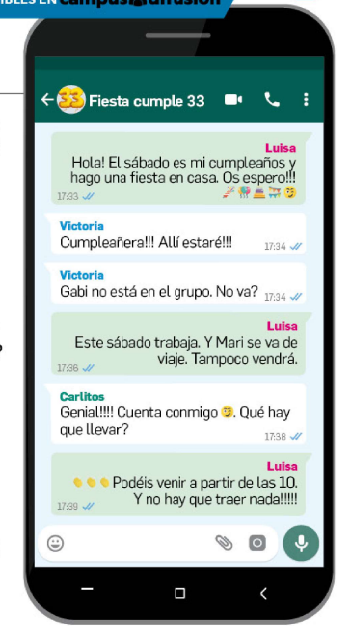 campus difusión
33 Fiesta cumple 33
Luisa
Hola! El sábado es mi cumpleaños y
hago una fiesta en casa. Os espero!!!
17:33
Victoria
Cumpleañera!!! Allí estaré!!!
17:34
Victoria
Gabi no está en el grupo. No va?
17:34
Luisa
Este sábado trabaja. Y Mari se va de
viaje. Tampoco vendrá.
17:36
Carlitos
Genial!!!! Cuenta conmigo. Qué hay
que llevar?
17:38
Luisa
Podéis venir a partir de las 10.
Y no hay que traer nada!!!!!
17:39